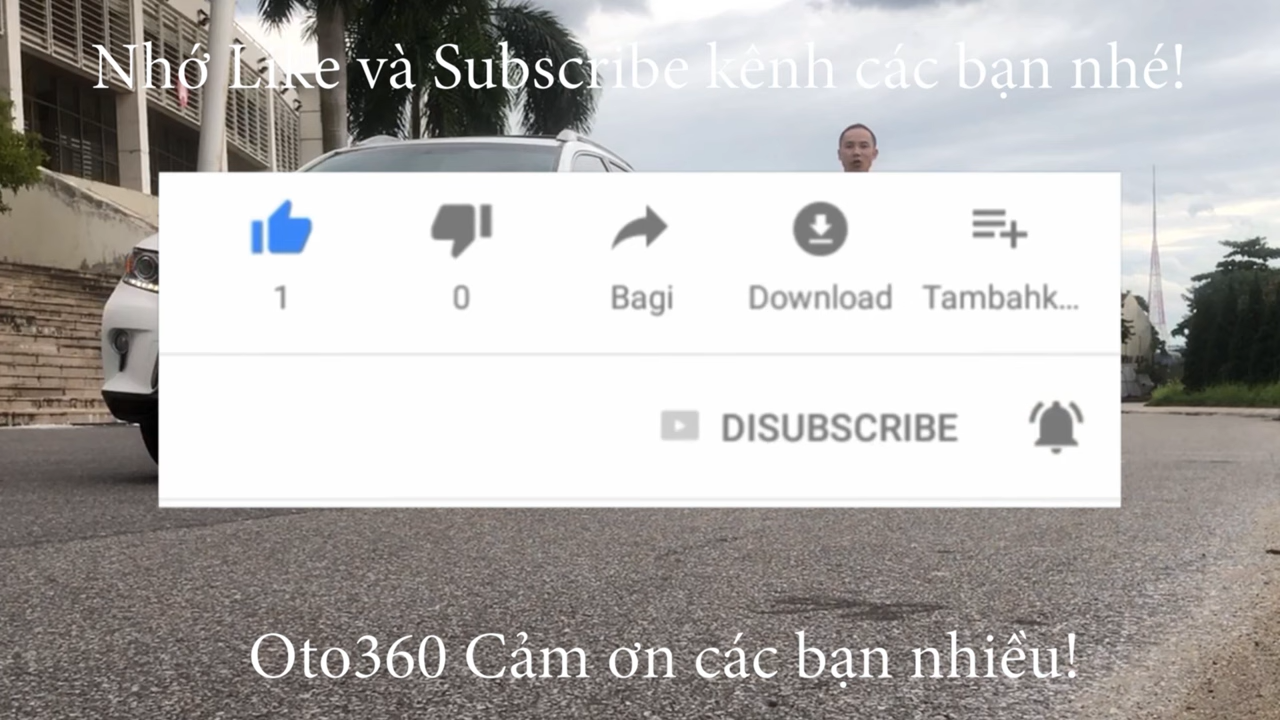 Nhớ Like và Subscribe kênh các bạn nhé!
1 0 Bagi Download Tambahk...
DISUBSCRIBE
Oto360 Cảm ơn các bạn nhiều!